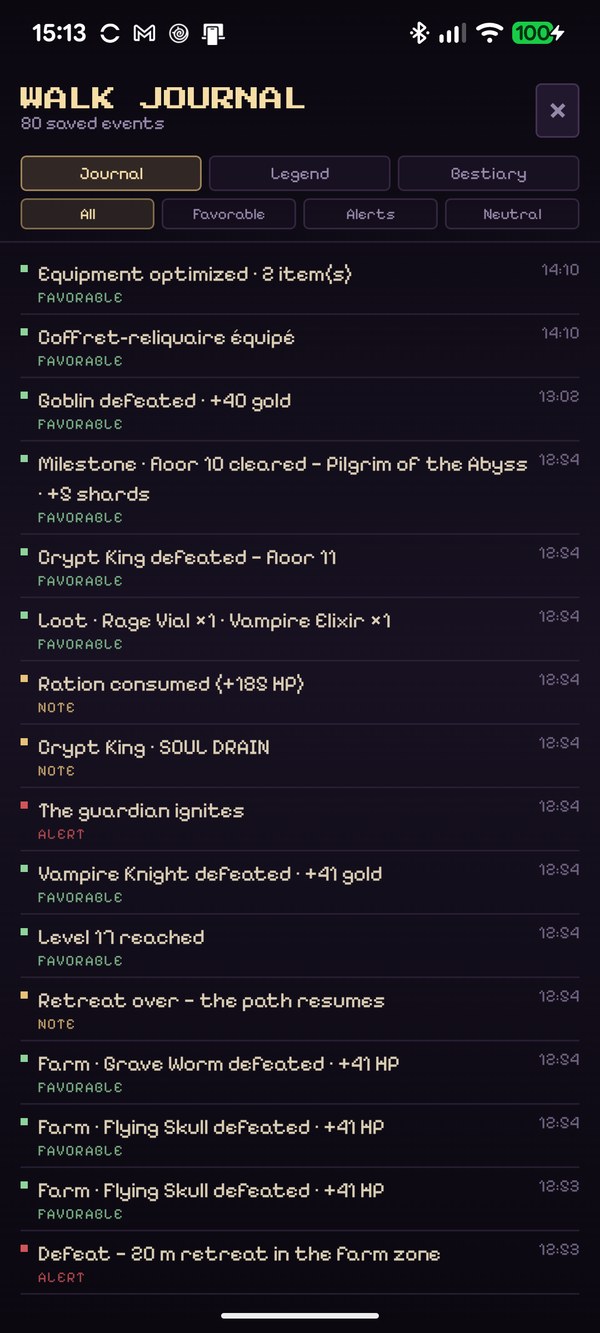 15:13
100
WALK JOURNAL
80 saved events
×
Journal
Legend
Bestiary
All
Favorable
Alerts
Neutral
Equipment optimized · 2 item(s)
14:10
FAVORABLE
Coffret-reliquaire équipé
14:10
FAVORABLE
Goblin defeated · +40 gold
13:02
FAVORABLE
Milestone · floor 10 cleared – Pilgrim of the Abyss
12:54
· +5 shards
FAVORABLE
Crypt King defeated – floor 11
12:54
FAVORABLE
Loot · Rage Vial ×1 · Vampire Elixir ×1
12:54
FAVORABLE
Ration consumed (+185 HP)
12:54
NOTE
Crypt King · SOUL DRAIN
12:54
NOTE
The guardian ignites
12:54
ALERT
Vampire Knight defeated · +41 gold
12:54
FAVORABLE
Level 17 reached
12:54
FAVORABLE
Retreat over – the path resumes
12:54
NOTE
Farm · Grave Worm defeated · +41 HP
12:54
FAVORABLE
Farm · Flying Skull defeated · +41 HP
12:54
FAVORABLE
Farm · Flying Skull defeated · +41 HP
12:53
FAVORABLE
Defeat – 20 m retreat in the farm zone
12:53
ALERT